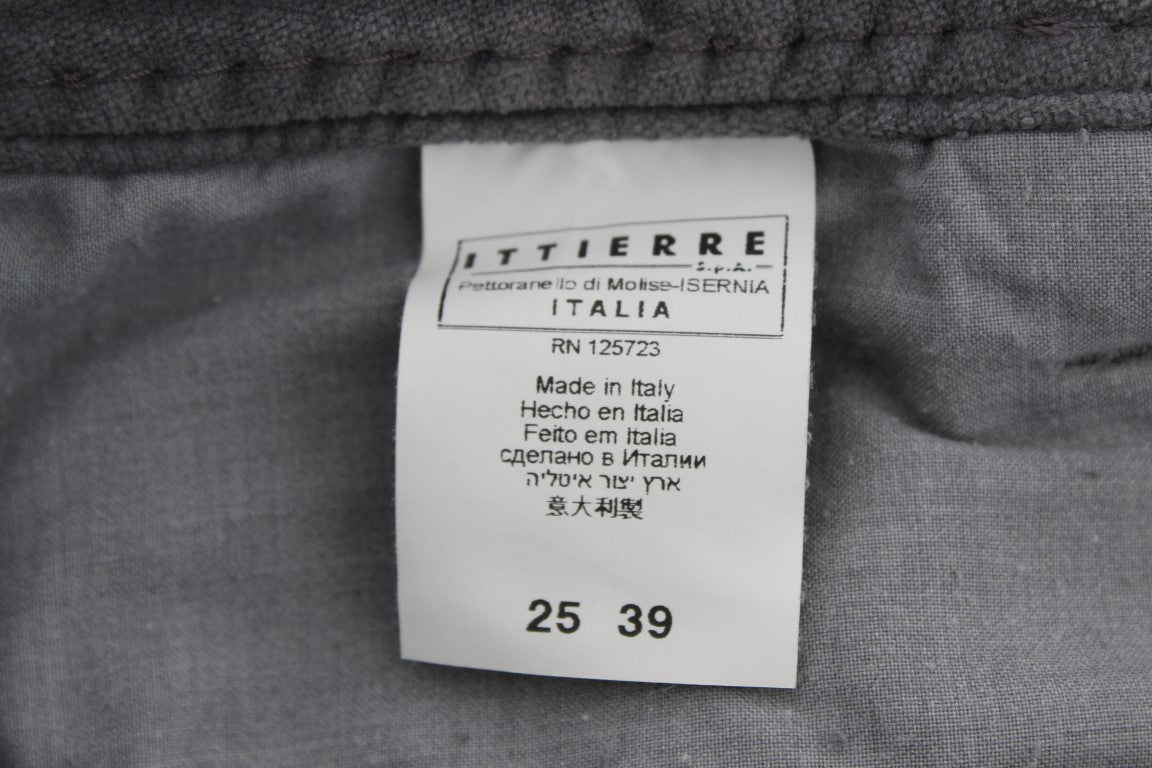 ITTIERRE
S.p.A.
Pettoranello di Molise-ISERNIA
ITALIA
RN 125723
Made in Italy
Hecho en Italia
Feito em Italia
сделано в Италии
ארץ יצור איטליה
意大利製
25 39